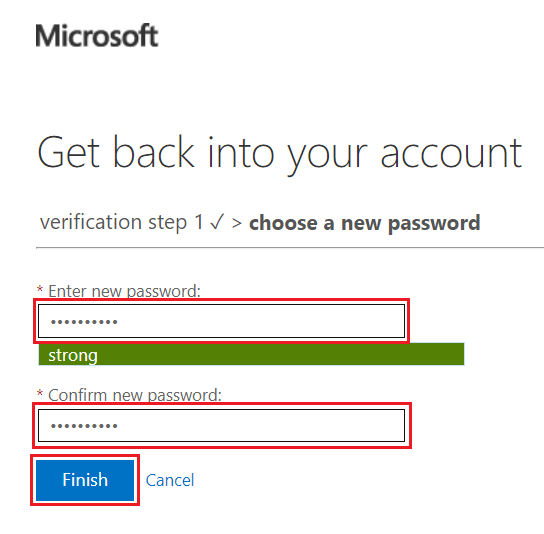 Microsoft
Get back into your account
verification step 1 ✓ > choose a new password
* Enter new password:
••••••••••
strong
* Confirm new password:
••••••••••
Finish Cancel